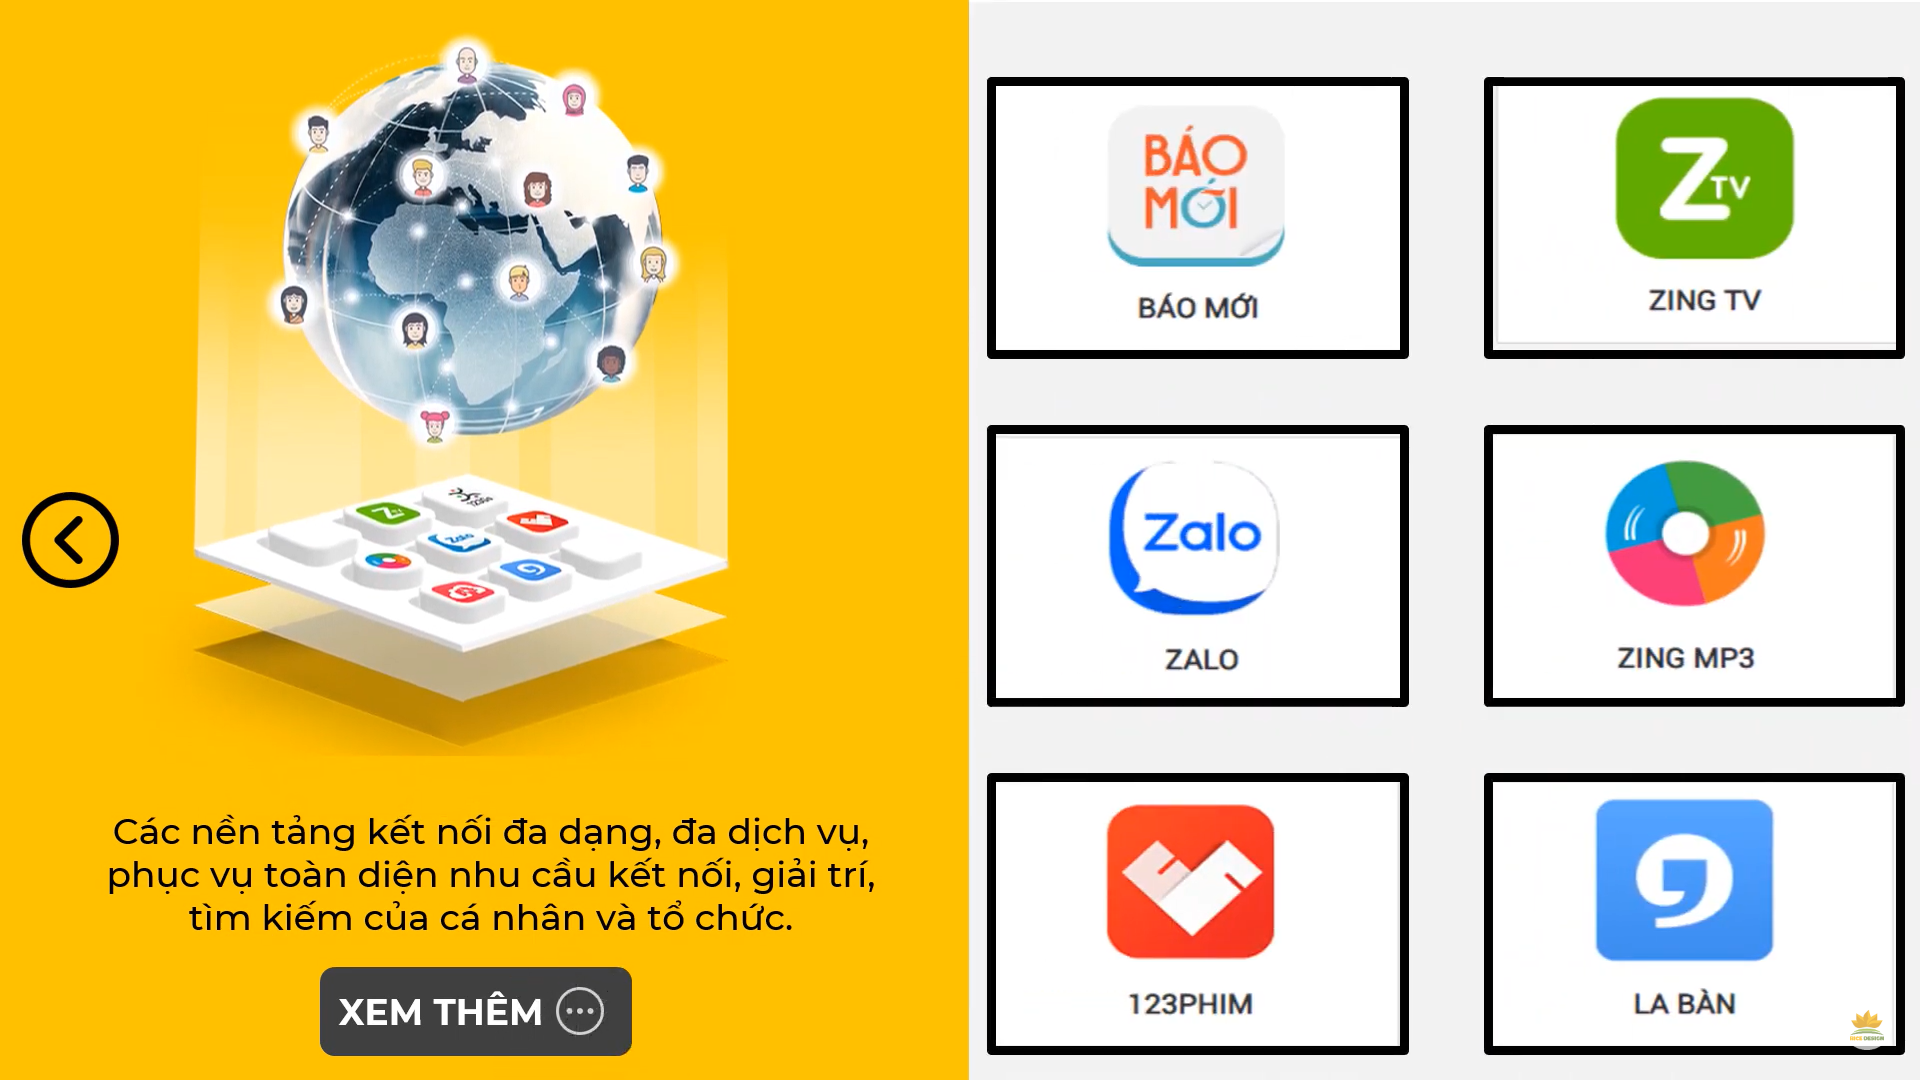 Các nền tảng kết nối đa dạng, đa dịch vụ,
phục vụ toàn diện nhu cầu kết nối, giải trí,
tìm kiếm của cá nhân và tổ chức.
XEM THÊM
BÁO
MỚI
BÁO MỚI
Z TV
ZING TV
Zalo
ZALO
ZING MP3
123PHIM
LA BÀN
Z TV
Zalo